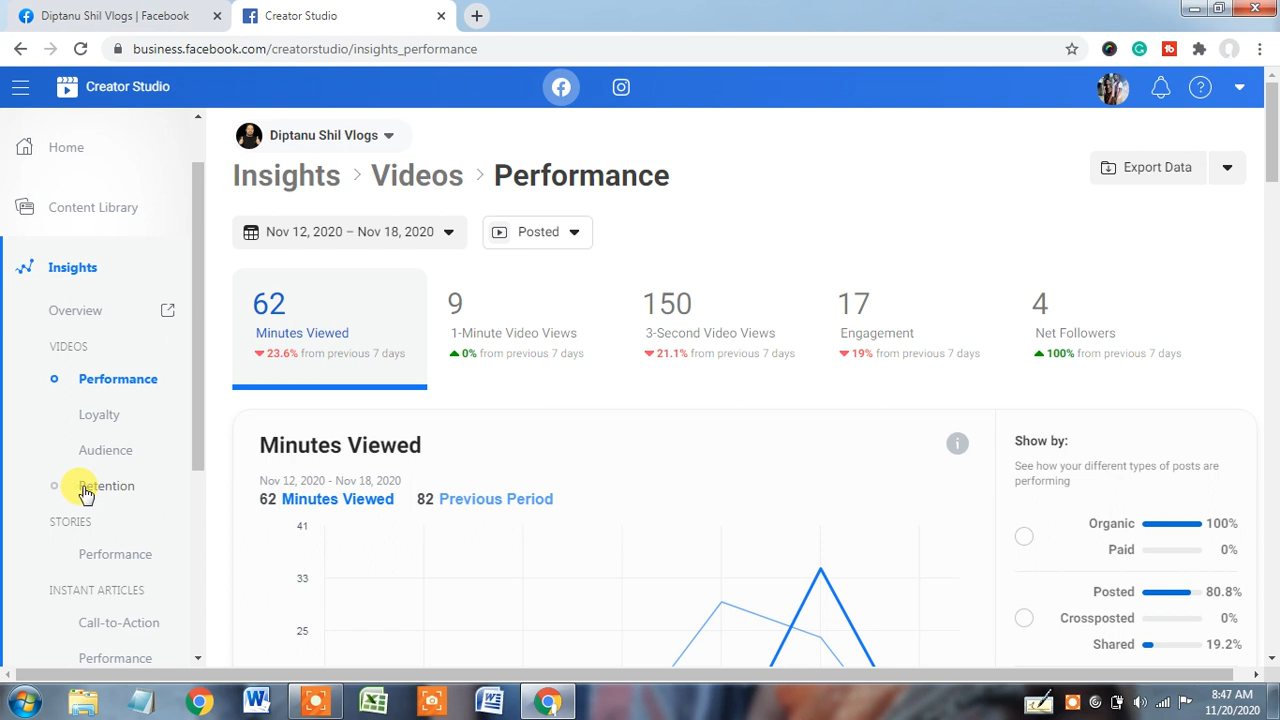 Diptanu Shil Vlogs | Facebook
Creator Studio
business.facebook.com/creatorstudio/insights_performance
Creator Studio
Home
Content Library
Insights
Overview
VIDEOS
Performance
Loyalty
Audience
Retention
STORIES
Performance
INSTANT ARTICLES
Call-to-Action
Performance
Diptanu Shil Vlogs
Insights > Videos > Performance
Export Data
Nov 12, 2020 – Nov 18, 2020
Posted
62
Minutes Viewed
23.6% from previous 7 days
9
1-Minute Video Views
0% from previous 7 days
150
3-Second Video Views
21.1% from previous 7 days
17
Engagement
19% from previous 7 days
4
Net Followers
100% from previous 7 days
Minutes Viewed
Nov 12, 2020 - Nov 18, 2020
62 Minutes Viewed 82 Previous Period
41
33
25
Show by:
See how your different types of posts are
performing
Organic 100%
Paid 0%
Posted 80.8%
Crossposted 0%
Shared 19.2%
8:47 AM
11/20/2020